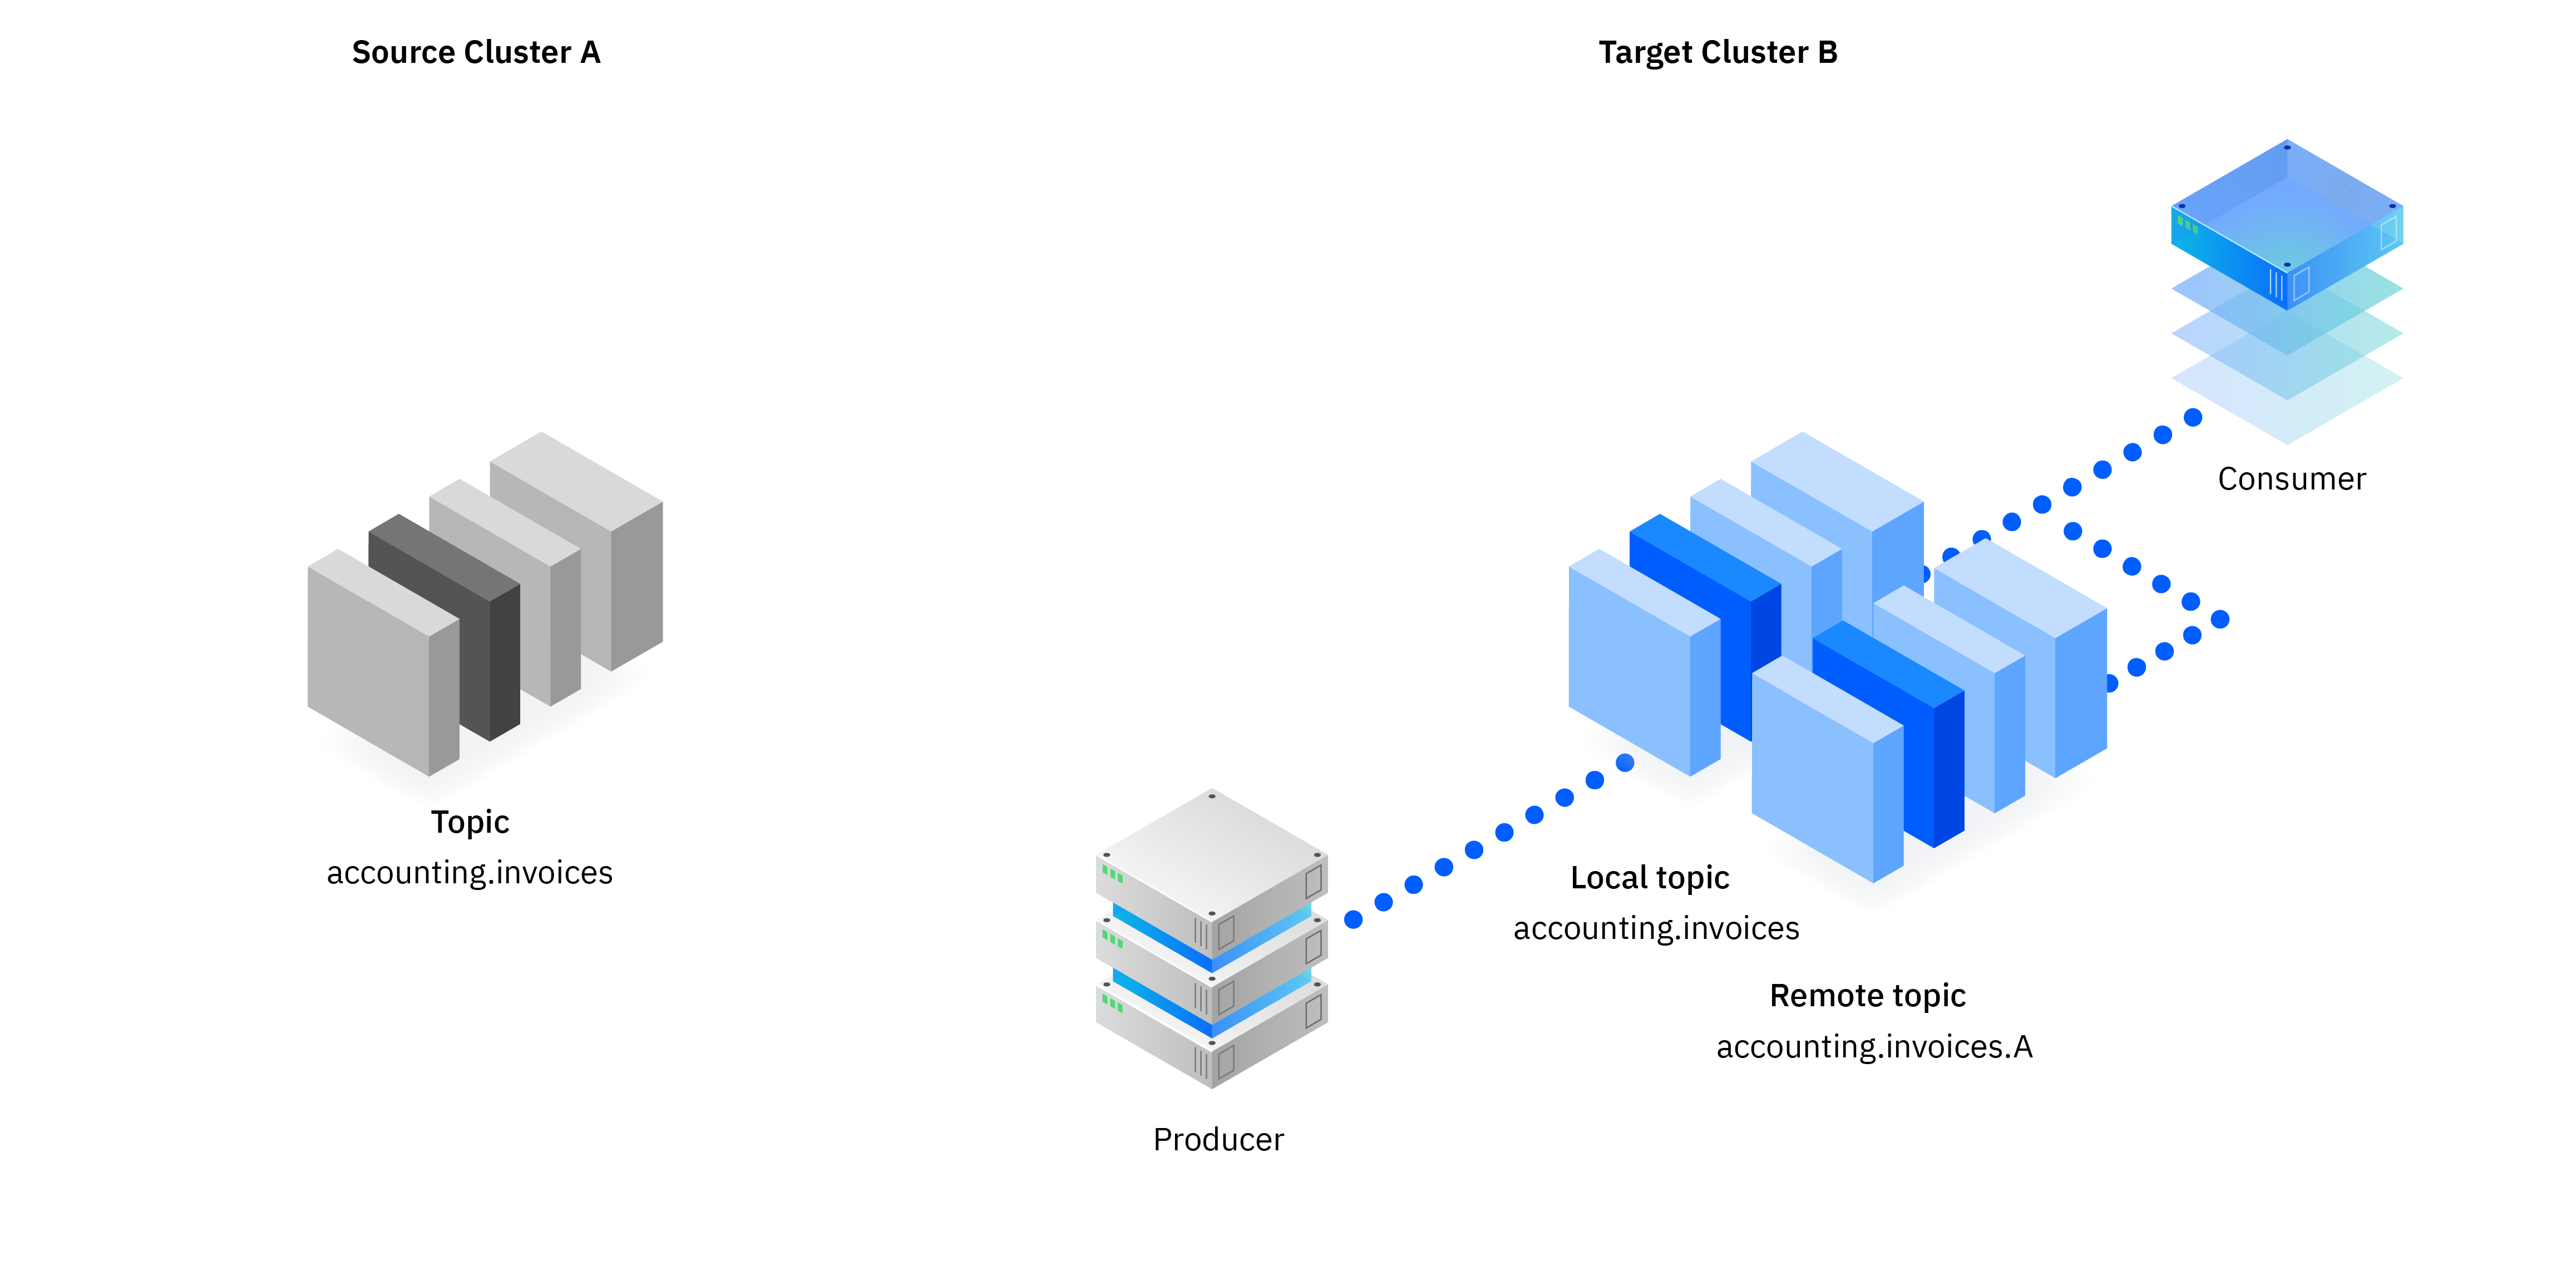 Source Cluster A
Target Cluster B
Consumer
Topic
accounting.invoices
Local topic
accounting.invoices
Remote topic
accounting.invoices.A
Producer